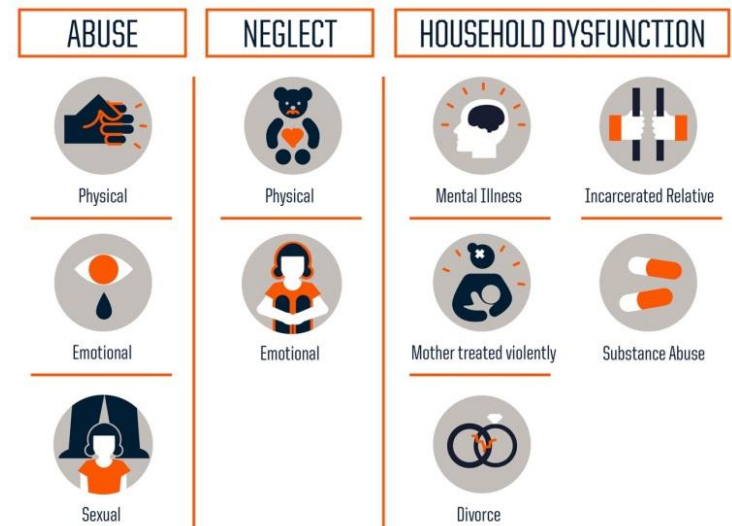 ABUSE
NEGLECT
HOUSEHOLD DYSFUNCTION
Physical
Physical
Mental Illness
Incarcerated Relative
Emotional
Emotional
Mother treated violently
Substance Abuse
Sexual
Divorce